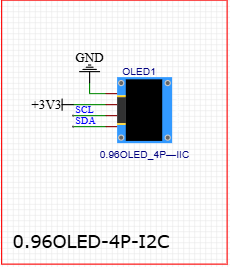 GND
OLED1
+3V3
SCL
SDA
0.96OLED_4P—IIC
0.96OLED-4P-I2C